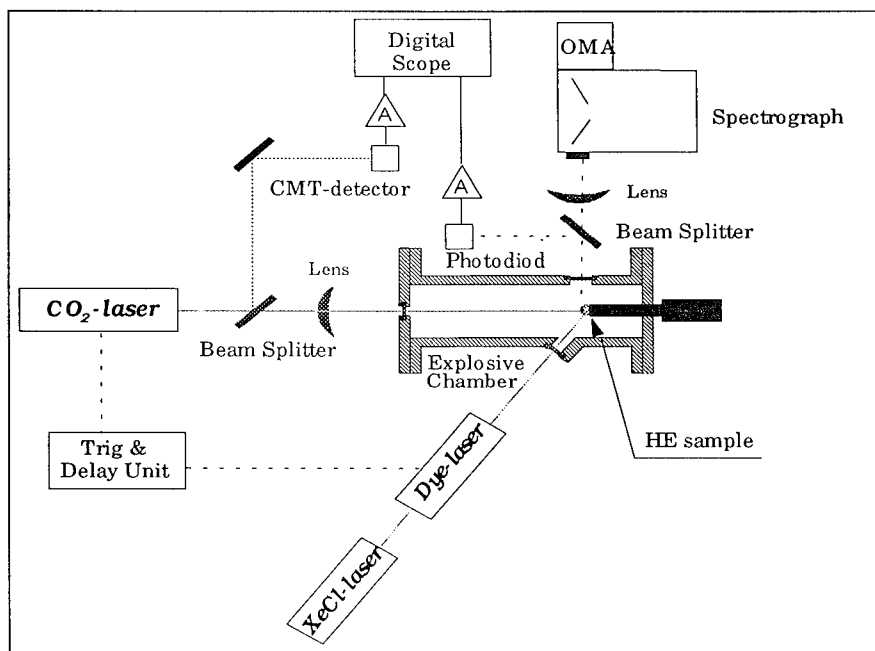 Digital
Scope
OMA
Spectrograph
A
CMT-detector
A
Lens
Beam Splitter
Photodiod
Lens
CO₂-laser
Beam Splitter
Explosive
Chamber
HE sample
Trig &
Delay Unit
Dye-laser
XeCl-laser